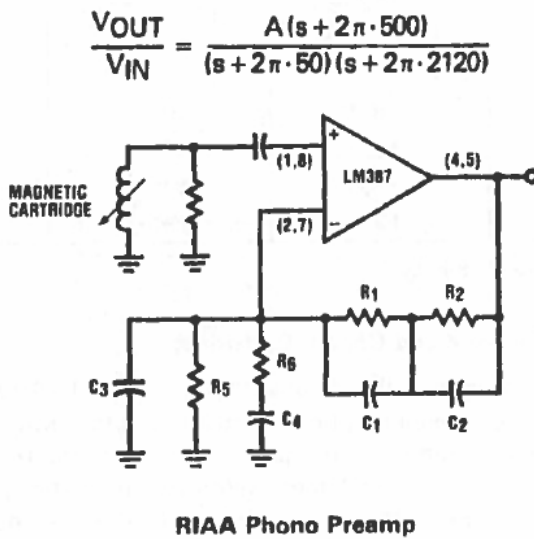 VOUT / VIN = A(s + 2π·500) / (s + 2π·50)(s + 2π·2120)
MAGNETIC
CARTRIDGE
(1,8)
+
LM387
(4,5)
(2,7)
−
R1
R2
C3
R5
R6
C4
C1
C2
RIAA Phono Preamp